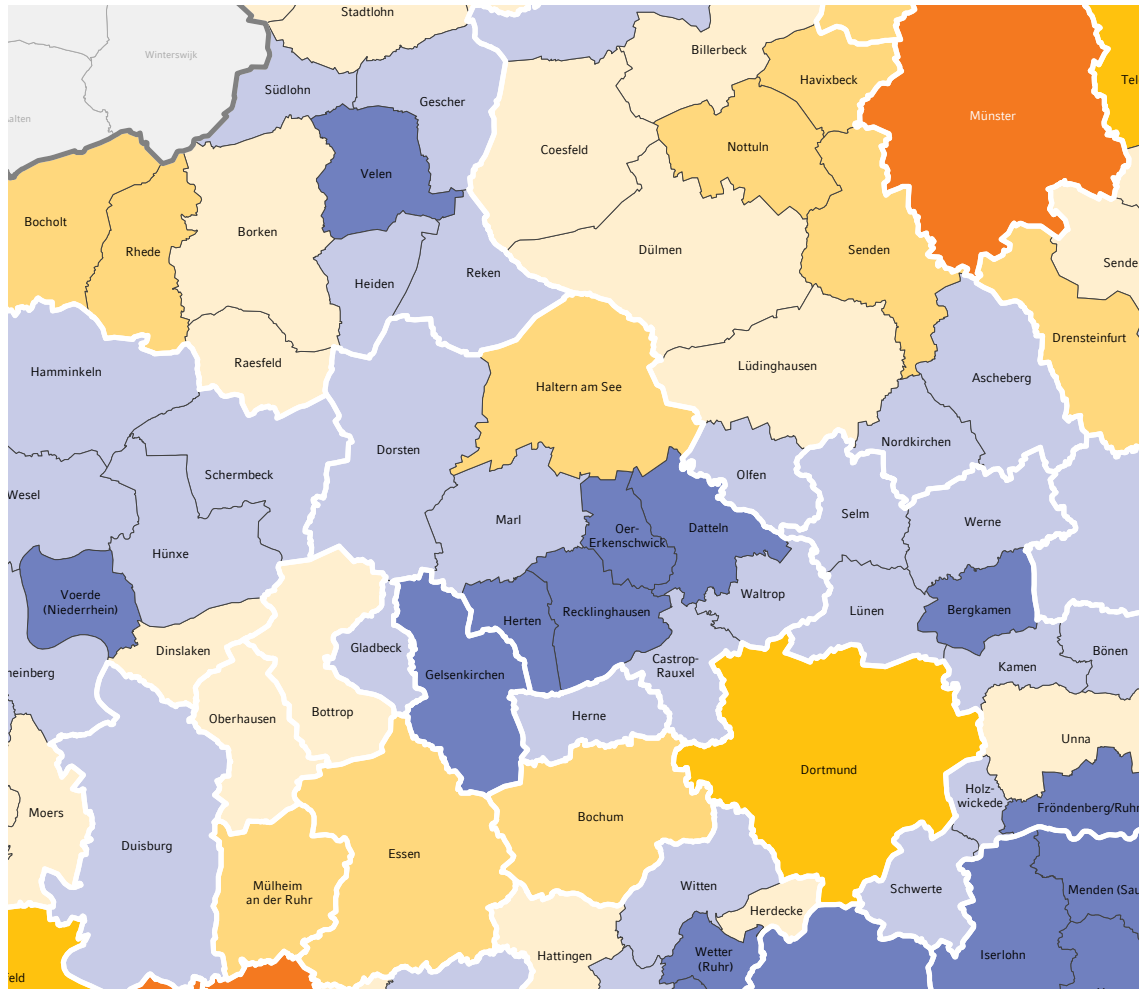 Stadtlohn
Billerbeck
Winterswijk
Havixbeck
Südlohn
Gescher
Münster
Coesfeld
Nottuln
Velen
Bocholt
Rhede
Borken
Dülmen
Senden
Heiden
Reken
Drensteinfurt
Raesfeld
Lüdinghausen
Hamminkeln
Haltern am See
Ascheberg
Dorsten
Nordkirchen
Schermbeck
Olfen
Wesel
Marl
Selm
Werne
Oer-
Erkenschwick
Datteln
Hünxe
Voerde
(Niederrhein)
Waltrop
Lünen
Bergkamen
Herten
Recklinghausen
Dinslaken
Gladbeck
Castrop-
Rauxel
Kamen
Bönen
Gelsenkirchen
Oberhausen
Bottrop
Herne
Unna
Dortmund
Holz-
wickede
Moers
Bochum
Fröndenberg/Ruhr
Duisburg
Essen
Mülheim
an der Ruhr
Witten
Schwerte
Menden (Sau
Herdecke
Hattingen
Wetter
(Ruhr)
Iserlohn